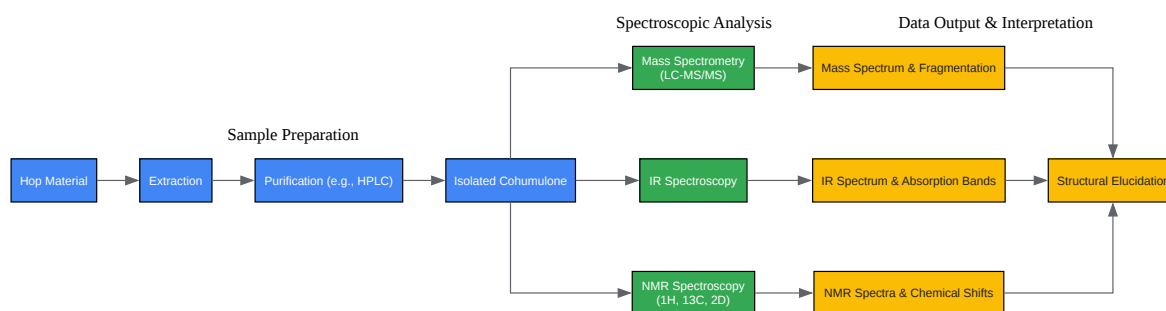 Spectroscopic Analysis
Data Output & Interpretation
Mass Spectrometry
(LC-MS/MS)
Mass Spectrum & Fragmentation
Sample Preparation
Hop Material
Extraction
Purification (e.g., HPLC)
Isolated Cohumulone
IR Spectroscopy
IR Spectrum & Absorption Bands
Structural Elucidation
NMR Spectroscopy
(1H, 13C, 2D)
NMR Spectra & Chemical Shifts